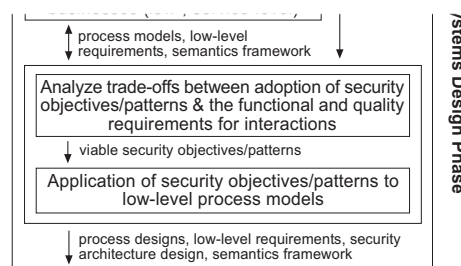 process models, low-level
requirements, semantics framework
Analyze trade-offs between adoption of security
objectives/patterns & the functional and quality
requirements for interactions
viable security objectives/patterns
Application of security objectives/patterns to
low-level process models
process designs, low-level requirements, security
architecture design, semantics framework
Design Phase